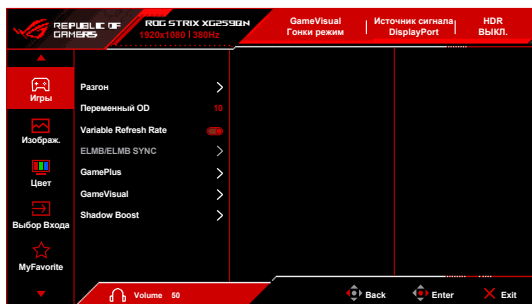 REPUBLIC OF
GAMERS
ROG STRIX XG259QN
1920x1080 | 380Hz
GameVisual
Гонки режим
Источник сигнала
DisplayPort
HDR
ВЫКЛ.
Игры
Изображ.
Цвет
Выбор Входа
MyFavorite
Разгон
Переменный OD
10
Variable Refresh Rate
ELMB/ELMB SYNC
GamePlus
GameVisual
Shadow Boost
Volume 50
Back
Enter
Exit